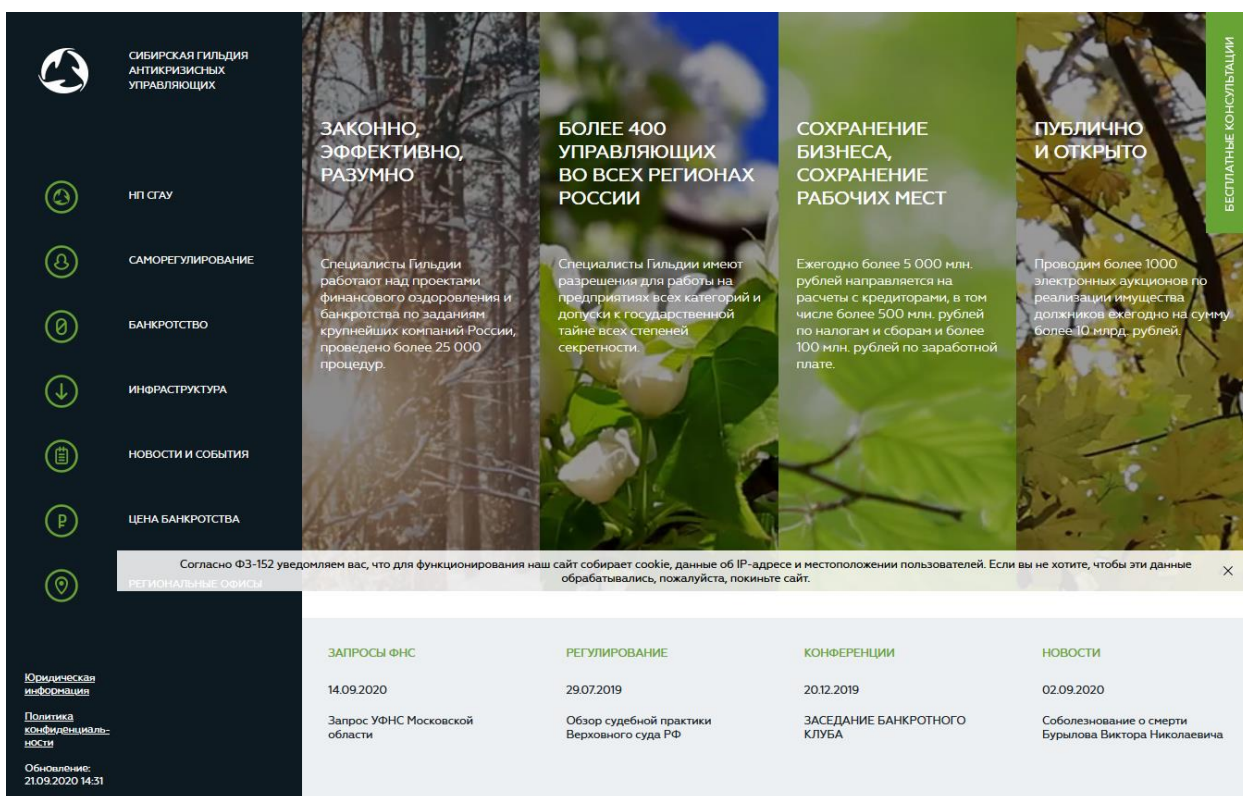 СИБИРСКАЯ ГИЛЬДИЯ
АНТИКРИЗИСНЫХ
УПРАВЛЯЮЩИХ
НП СГАУ
САМОРЕГУЛИРОВАНИЕ
БАНКРОТСТВО
ИНФРАСТРУКТУРА
НОВОСТИ И СОБЫТИЯ
ЦЕНА БАНКРОТСТВА
РЕГИОНАЛЬНЫЕ ОФИСЫ
Юридическая
информация
Политика
конфиденциаль-
ности
Обновление:
21.09.2020 14:31
ЗАКОННО,
ЭФФЕКТИВНО,
РАЗУМНО
Специалисты Гильдии
работают над проектами
финансового оздоровления и
банкротства по заданиям
крупнейших компаний России,
проведено более 25 000
процедур.
БОЛЕЕ 400
УПРАВЛЯЮЩИХ
ВО ВСЕХ РЕГИОНАХ
РОССИИ
Специалисты Гильдии имеют
разрешения для работы на
предприятиях всех категорий и
допуски к государственной
тайне всех степеней
секретности.
СОХРАНЕНИЕ
БИЗНЕСА,
СОХРАНЕНИЕ
РАБОЧИХ МЕСТ
Ежегодно более 5 000 млн.
рублей направляется на
расчеты с кредиторами, в том
числе более 500 млн. рублей
по налогам и сборам и более
100 млн. рублей по заработной
плате.
ПУБЛИЧНО
И ОТКРЫТО
Проводим более 1000
электронных аукционов по
реализации имущества
должников ежегодно на сумму
более 10 млрд. рублей.
БЕСПЛАТНЫЕ КОНСУЛЬТАЦИИ
Согласно ФЗ-152 уведомляем вас, что для функционирования наш сайт собирает cookie, данные об IP-адресе и местоположении пользователей. Если вы не хотите, чтобы эти данные
обрабатывались, пожалуйста, покиньте сайт.
ЗАПРОСЫ ФНС
14.09.2020
Запрос УФНС Московской
области
РЕГУЛИРОВАНИЕ
29.07.2019
Обзор судебной практики
Верховного суда РФ
КОНФЕРЕНЦИИ
20.12.2019
ЗАСЕДАНИЕ БАНКРОТНОГО
КЛУБА
НОВОСТИ
02.09.2020
Соболезнование о смерти
Бурылова Виктора Николаевича